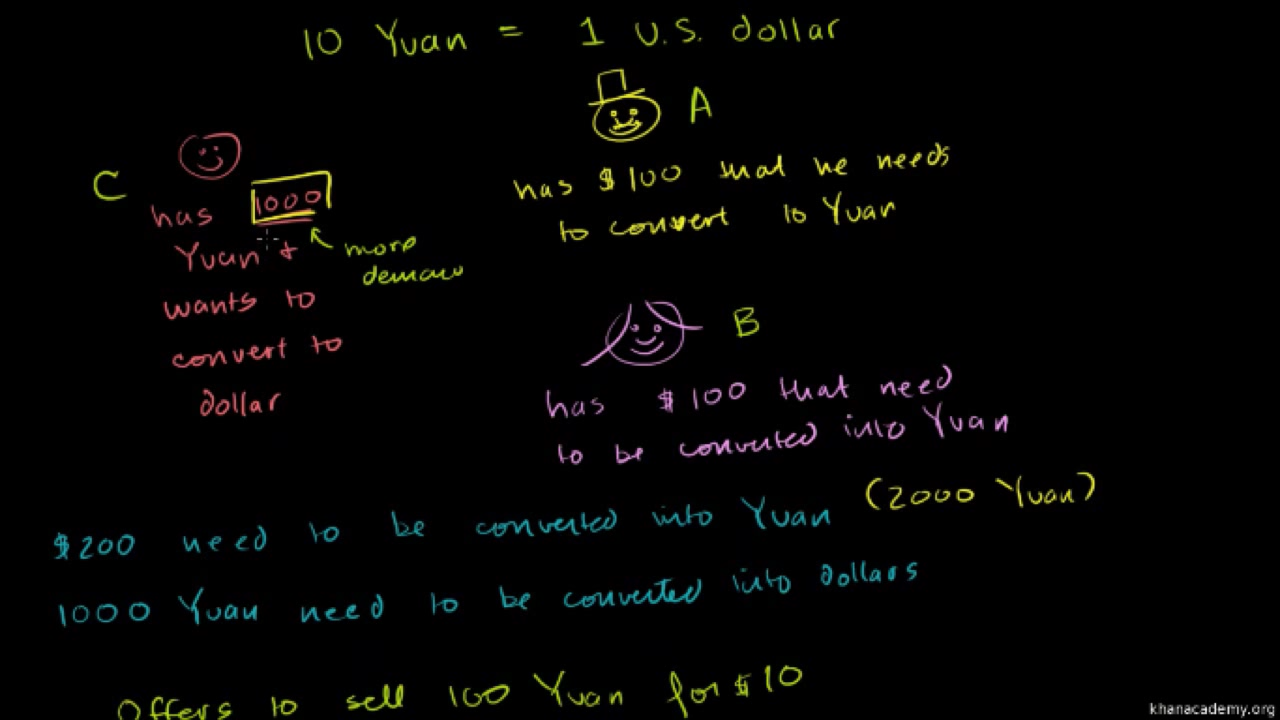 10 Yuan = 1 U.S. dollar
A
has $100 that he needs
to convert to Yuan
C
has 1000
Yuan +
wants to
convert to
dollar
more
deman
B
has $100 that need
to be converted into Yuan
$200 need to be converted into Yuan (2000 Yuan)
1000 Yuan need to be converted into dollars
Offers to sell 100 Yuan for $10
khanacademy.org